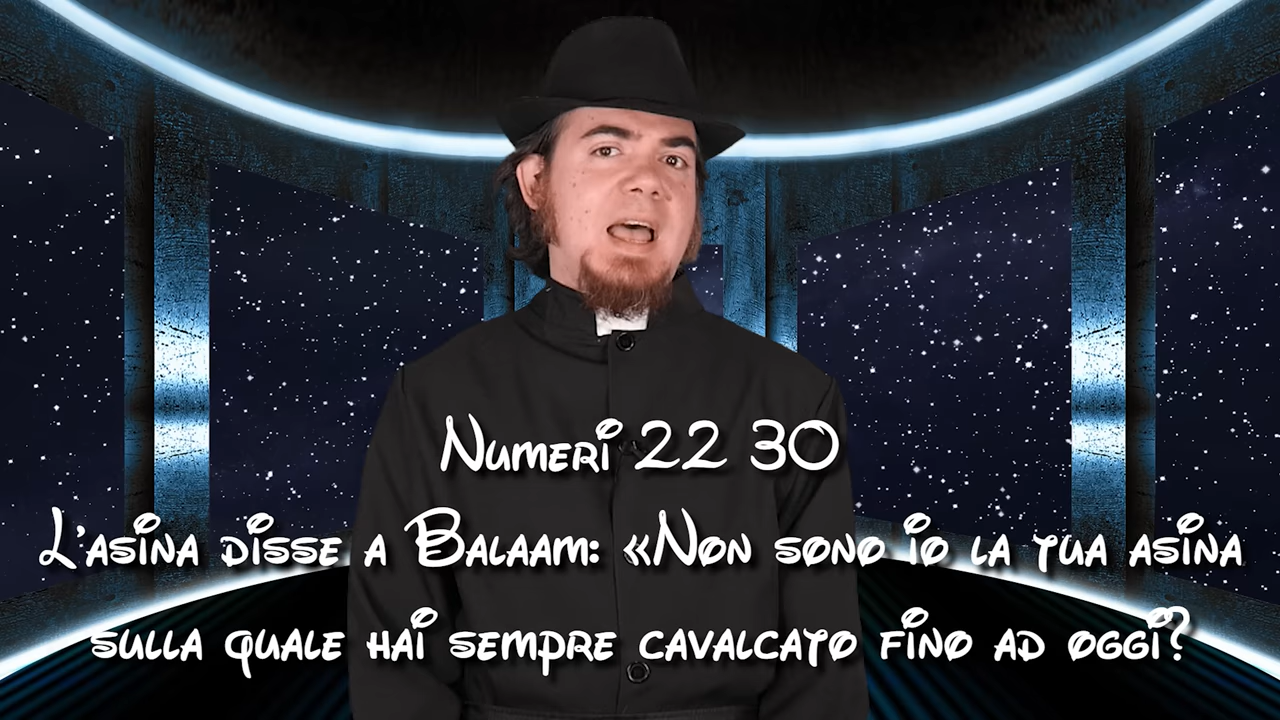 Numeri 22 30
L'asina disse a Balaam: «Non sono io la tua asina
sulla quale hai sempre cavalcato fino ad oggi?